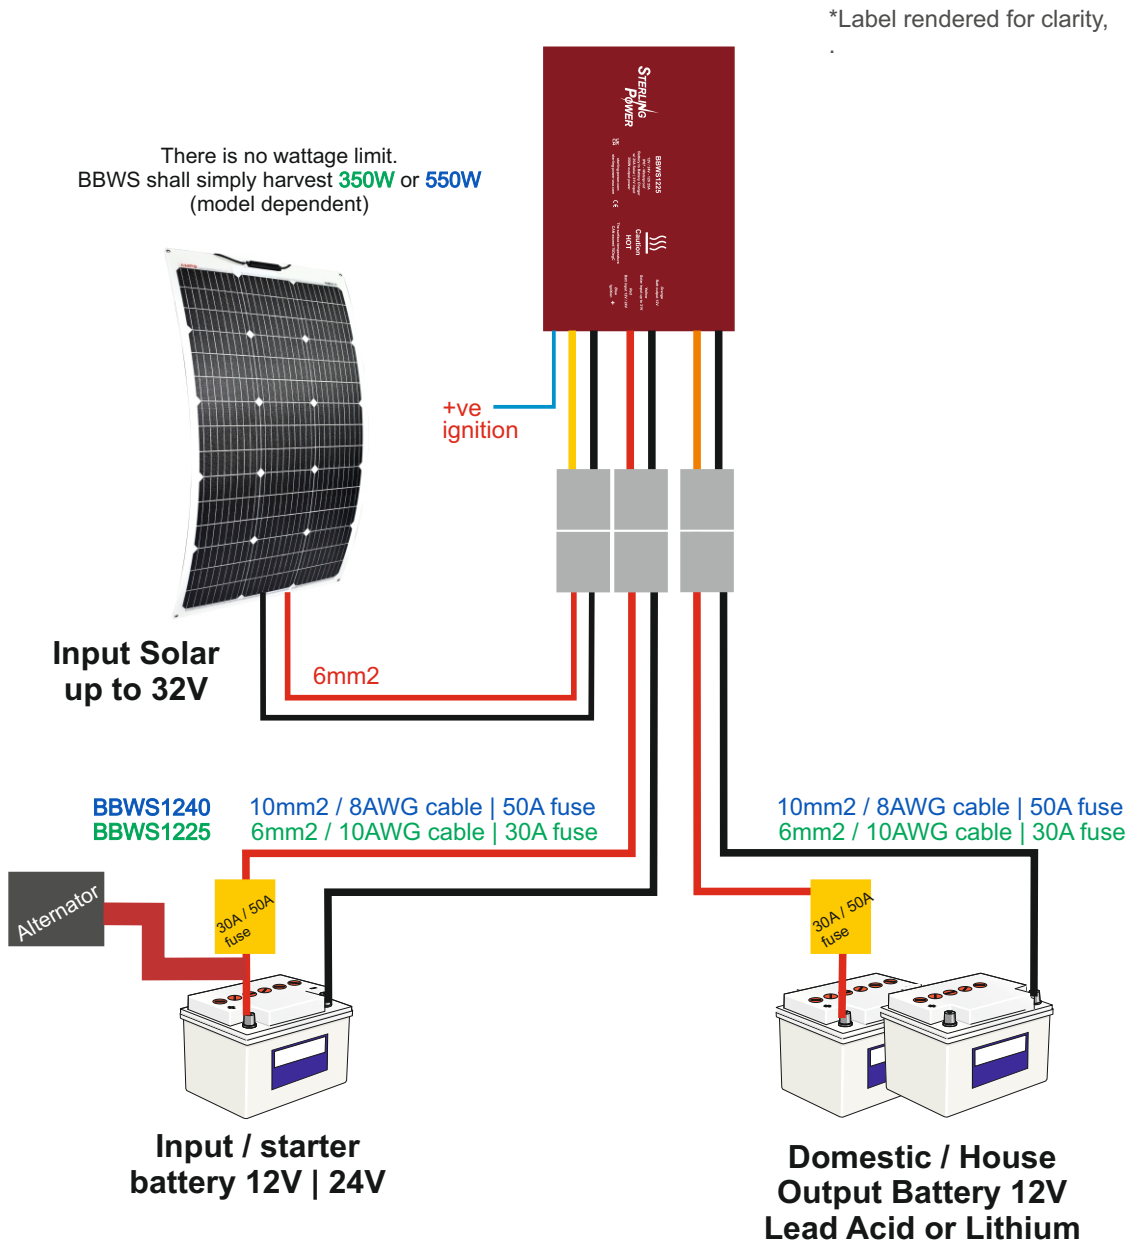 *Label rendered for clarity,
.
STERLING
POWER
BBWS1225
Caution
HOT
There is no wattage limit.
BBWS shall simply harvest 350W or 550W
(model dependent)
+ve
ignition
Input Solar
up to 32V
6mm2
BBWS1240 10mm2 / 8AWG cable | 50A fuse
BBWS1225 6mm2 / 10AWG cable | 30A fuse
10mm2 / 8AWG cable | 50A fuse
6mm2 / 10AWG cable | 30A fuse
Alternator
30A / 50A
fuse
30A / 50A
fuse
Input / starter
battery 12V | 24V
Domestic / House
Output Battery 12V
Lead Acid or Lithium